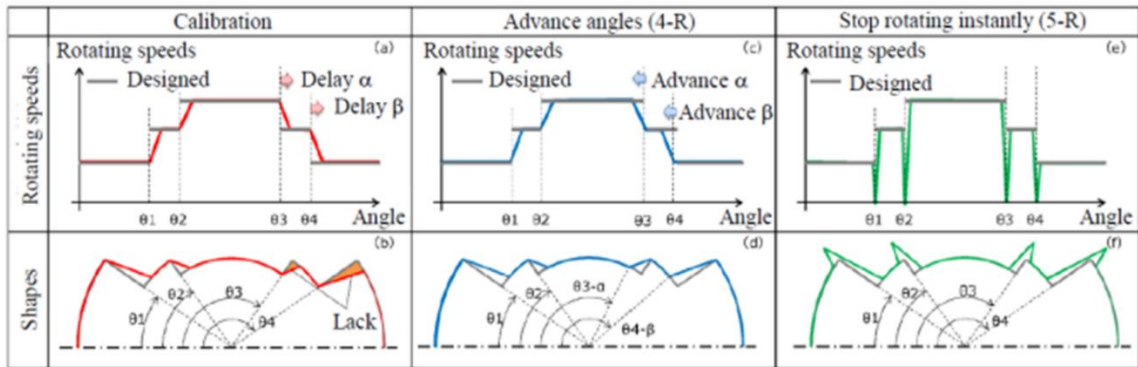 Calibration
Advance angles (4-R)
Stop rotating instantly (5-R)
Rotating speeds
(a)
Rotating speeds
Designed
Delay α
Delay β
θ1 θ2 θ3 θ4
Angle
(c)
Rotating speeds
Designed
Advance α
Advance β
θ1 θ2 θ3 θ4
Angle
(e)
Rotating speeds
Designed
θ1 θ2 θ3 θ4
Angle
Shapes
(b)
θ1
θ2
θ3
θ4
Lack
(d)
θ1
θ2
θ3-α
θ4-β
(f)
θ1
θ2
θ3
θ4